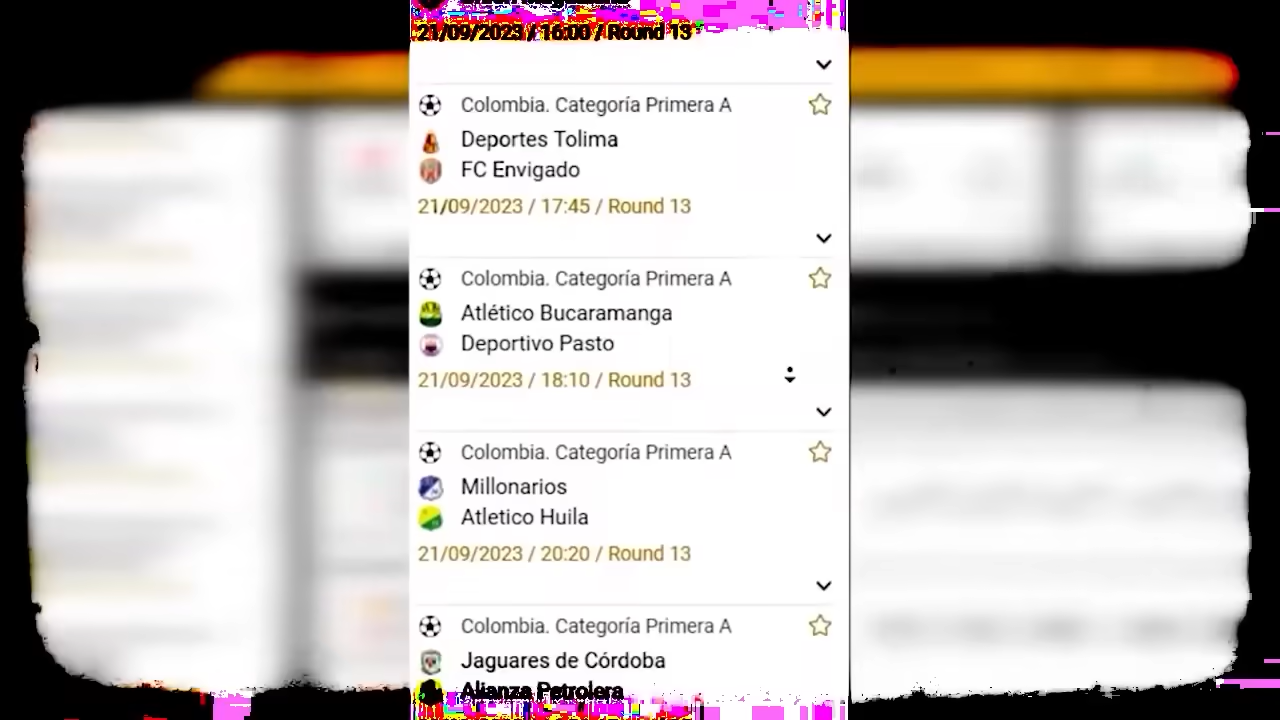 21/09/2023 / 16:00 / Round 13
Colombia. Categoría Primera A
Deportes Tolima
FC Envigado
21/09/2023 / 17:45 / Round 13
Colombia. Categoría Primera A
Atlético Bucaramanga
Deportivo Pasto
21/09/2023 / 18:10 / Round 13
Colombia. Categoría Primera A
Millonarios
Atletico Huila
21/09/2023 / 20:20 / Round 13
Colombia. Categoría Primera A
Jaguares de Córdoba
Alianza Petrolera